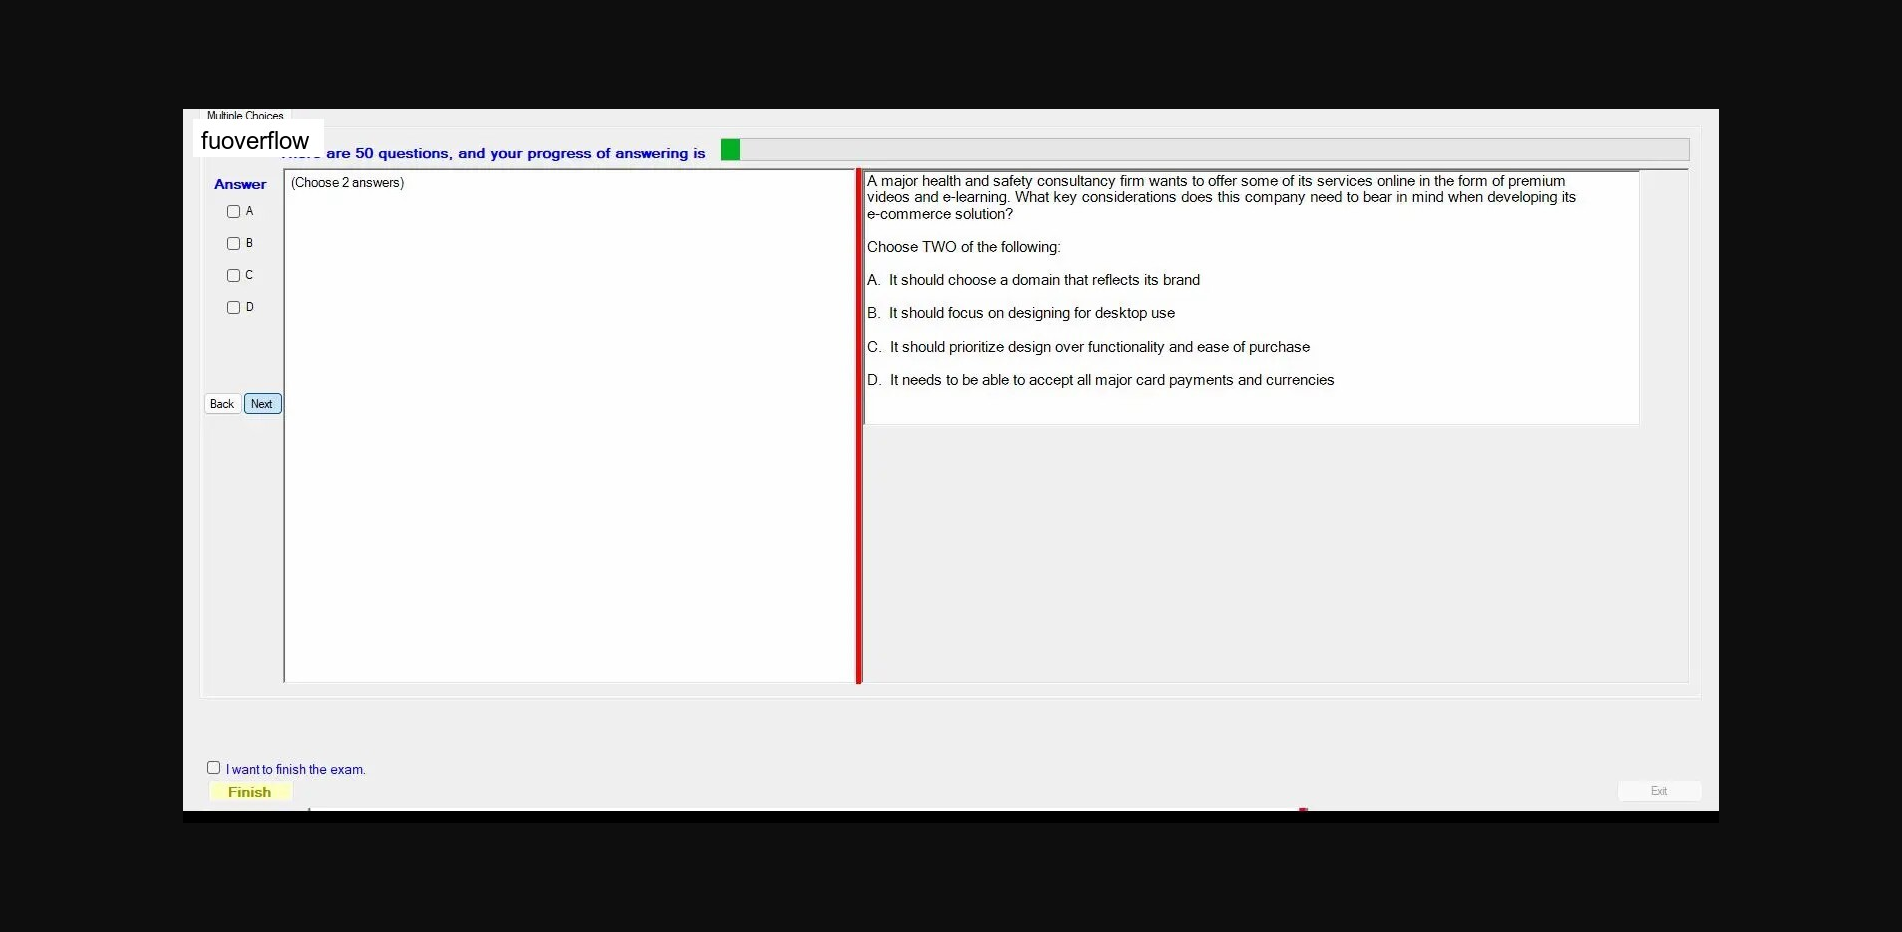 Multiple Choices
fuoverflow
are 50 questions, and your progress of answering is
Answer
(Choose 2 answers)
A
B
C
D
Back
Next
A major health and safety consultancy firm wants to offer some of its services online in the form of premium
videos and e-learning. What key considerations does this company need to bear in mind when developing its
e-commerce solution?
Choose TWO of the following:
A. It should choose a domain that reflects its brand
B. It should focus on designing for desktop use
C. It should prioritize design over functionality and ease of purchase
D. It needs to be able to accept all major card payments and currencies
I want to finish the exam.
Finish
Exit